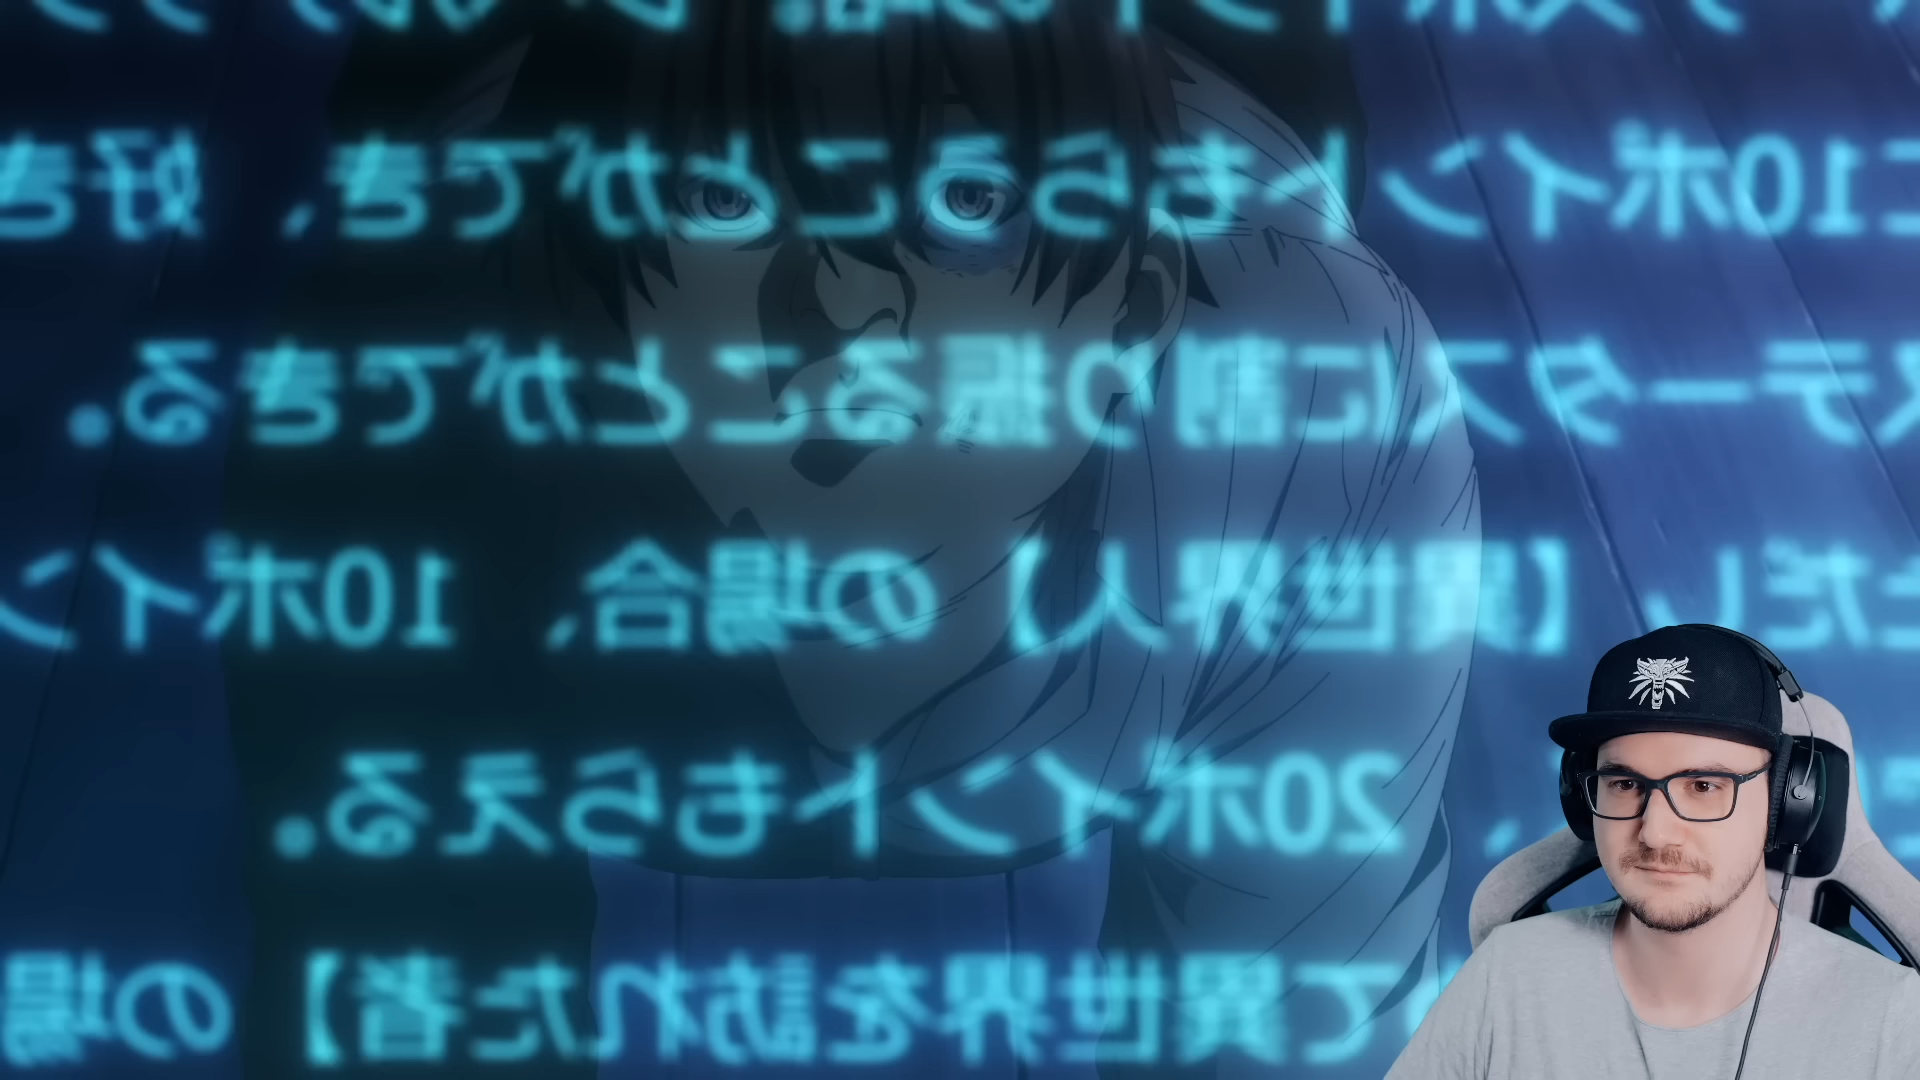 に10ポイントもらうことができ、好き
ステータスに割り振ることができる。
ただし【異世界人】の場合、10ポイン
、20ポイントもらえる。
て異世界を訪れた者】の場